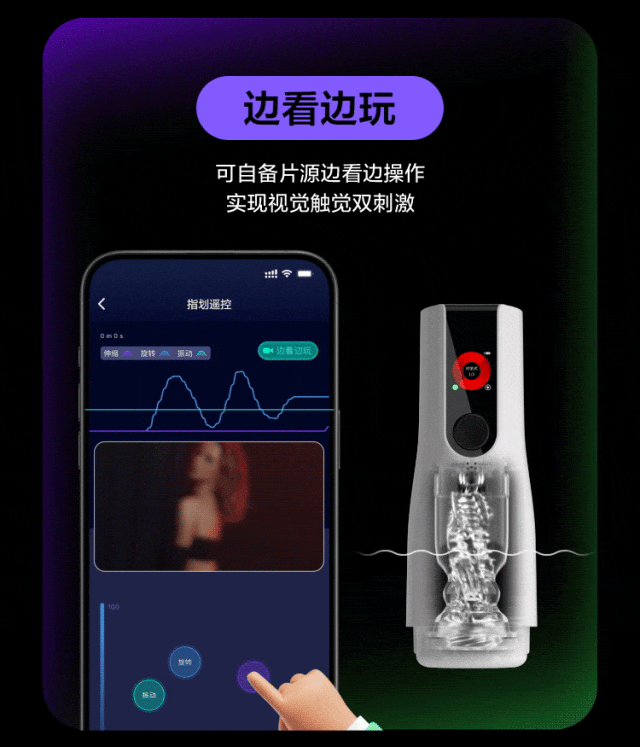 边看边玩
可自备片源边看边操作
实现视觉触觉双刺激
指划遥控
0 m 0 s
伸缩 旋转 振动 边看边玩
100
旋转
振动